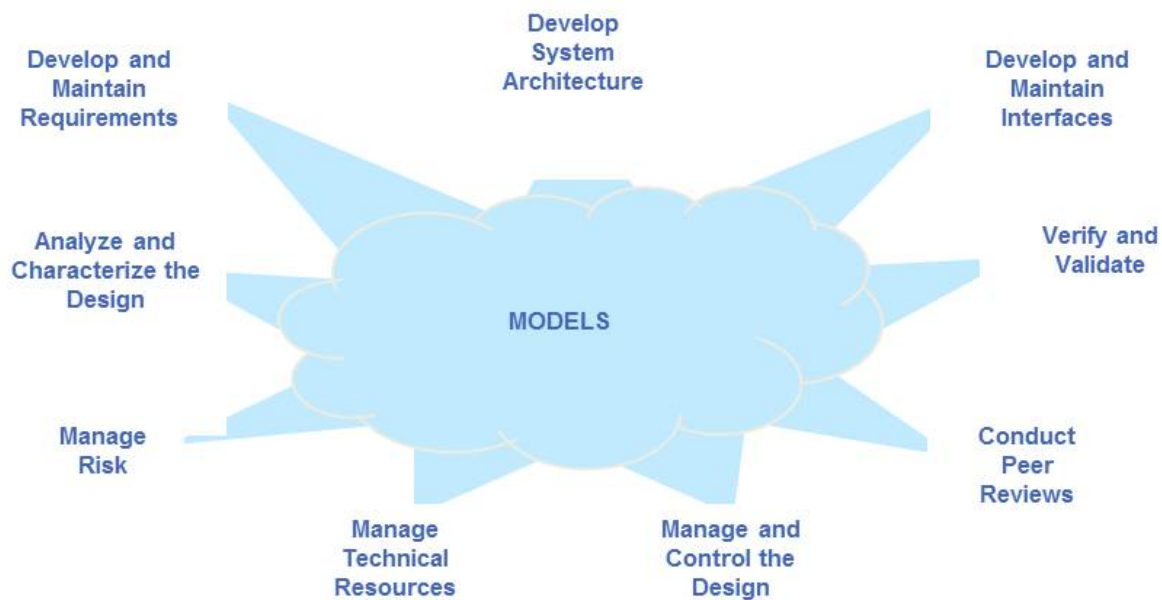 Develop
System
Architecture
Develop and
Maintain
Requirements
Develop and
Maintain
Interfaces
Analyze and
Characterize the
Design
Verify and
Validate
MODELS
Manage
Risk
Conduct
Peer
Reviews
Manage
Technical
Resources
Manage and
Control the
Design